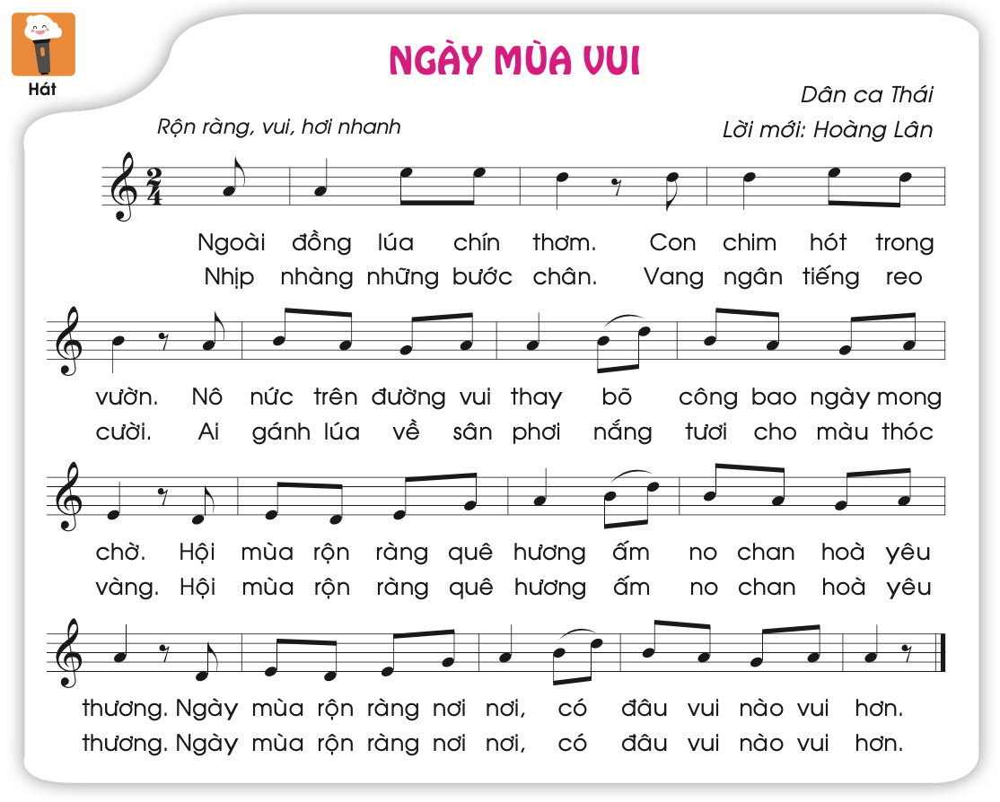 Hát
NGÀY MÙA VUI
Dân ca Thái
Rộn ràng, vui, hơi nhanh
Lời mới: Hoàng Lân
2
4
Ngoài đồng lúa chín thơm. Con chim hót trong
Nhịp nhàng những bước chân. Vang ngân tiếng reo
vườn. Nô nức trên đường vui thay bõ công bao ngày mong
cười. Ai gánh lúa về sân phơi nắng tươi cho màu thóc
chờ. Hội mùa rộn ràng quê hương ấm no chan hoà yêu
vàng. Hội mùa rộn ràng quê hương ấm no chan hoà yêu
thương. Ngày mùa rộn ràng nơi nơi, có đâu vui nào vui hơn.
thương. Ngày mùa rộn ràng nơi nơi, có đâu vui nào vui hơn.